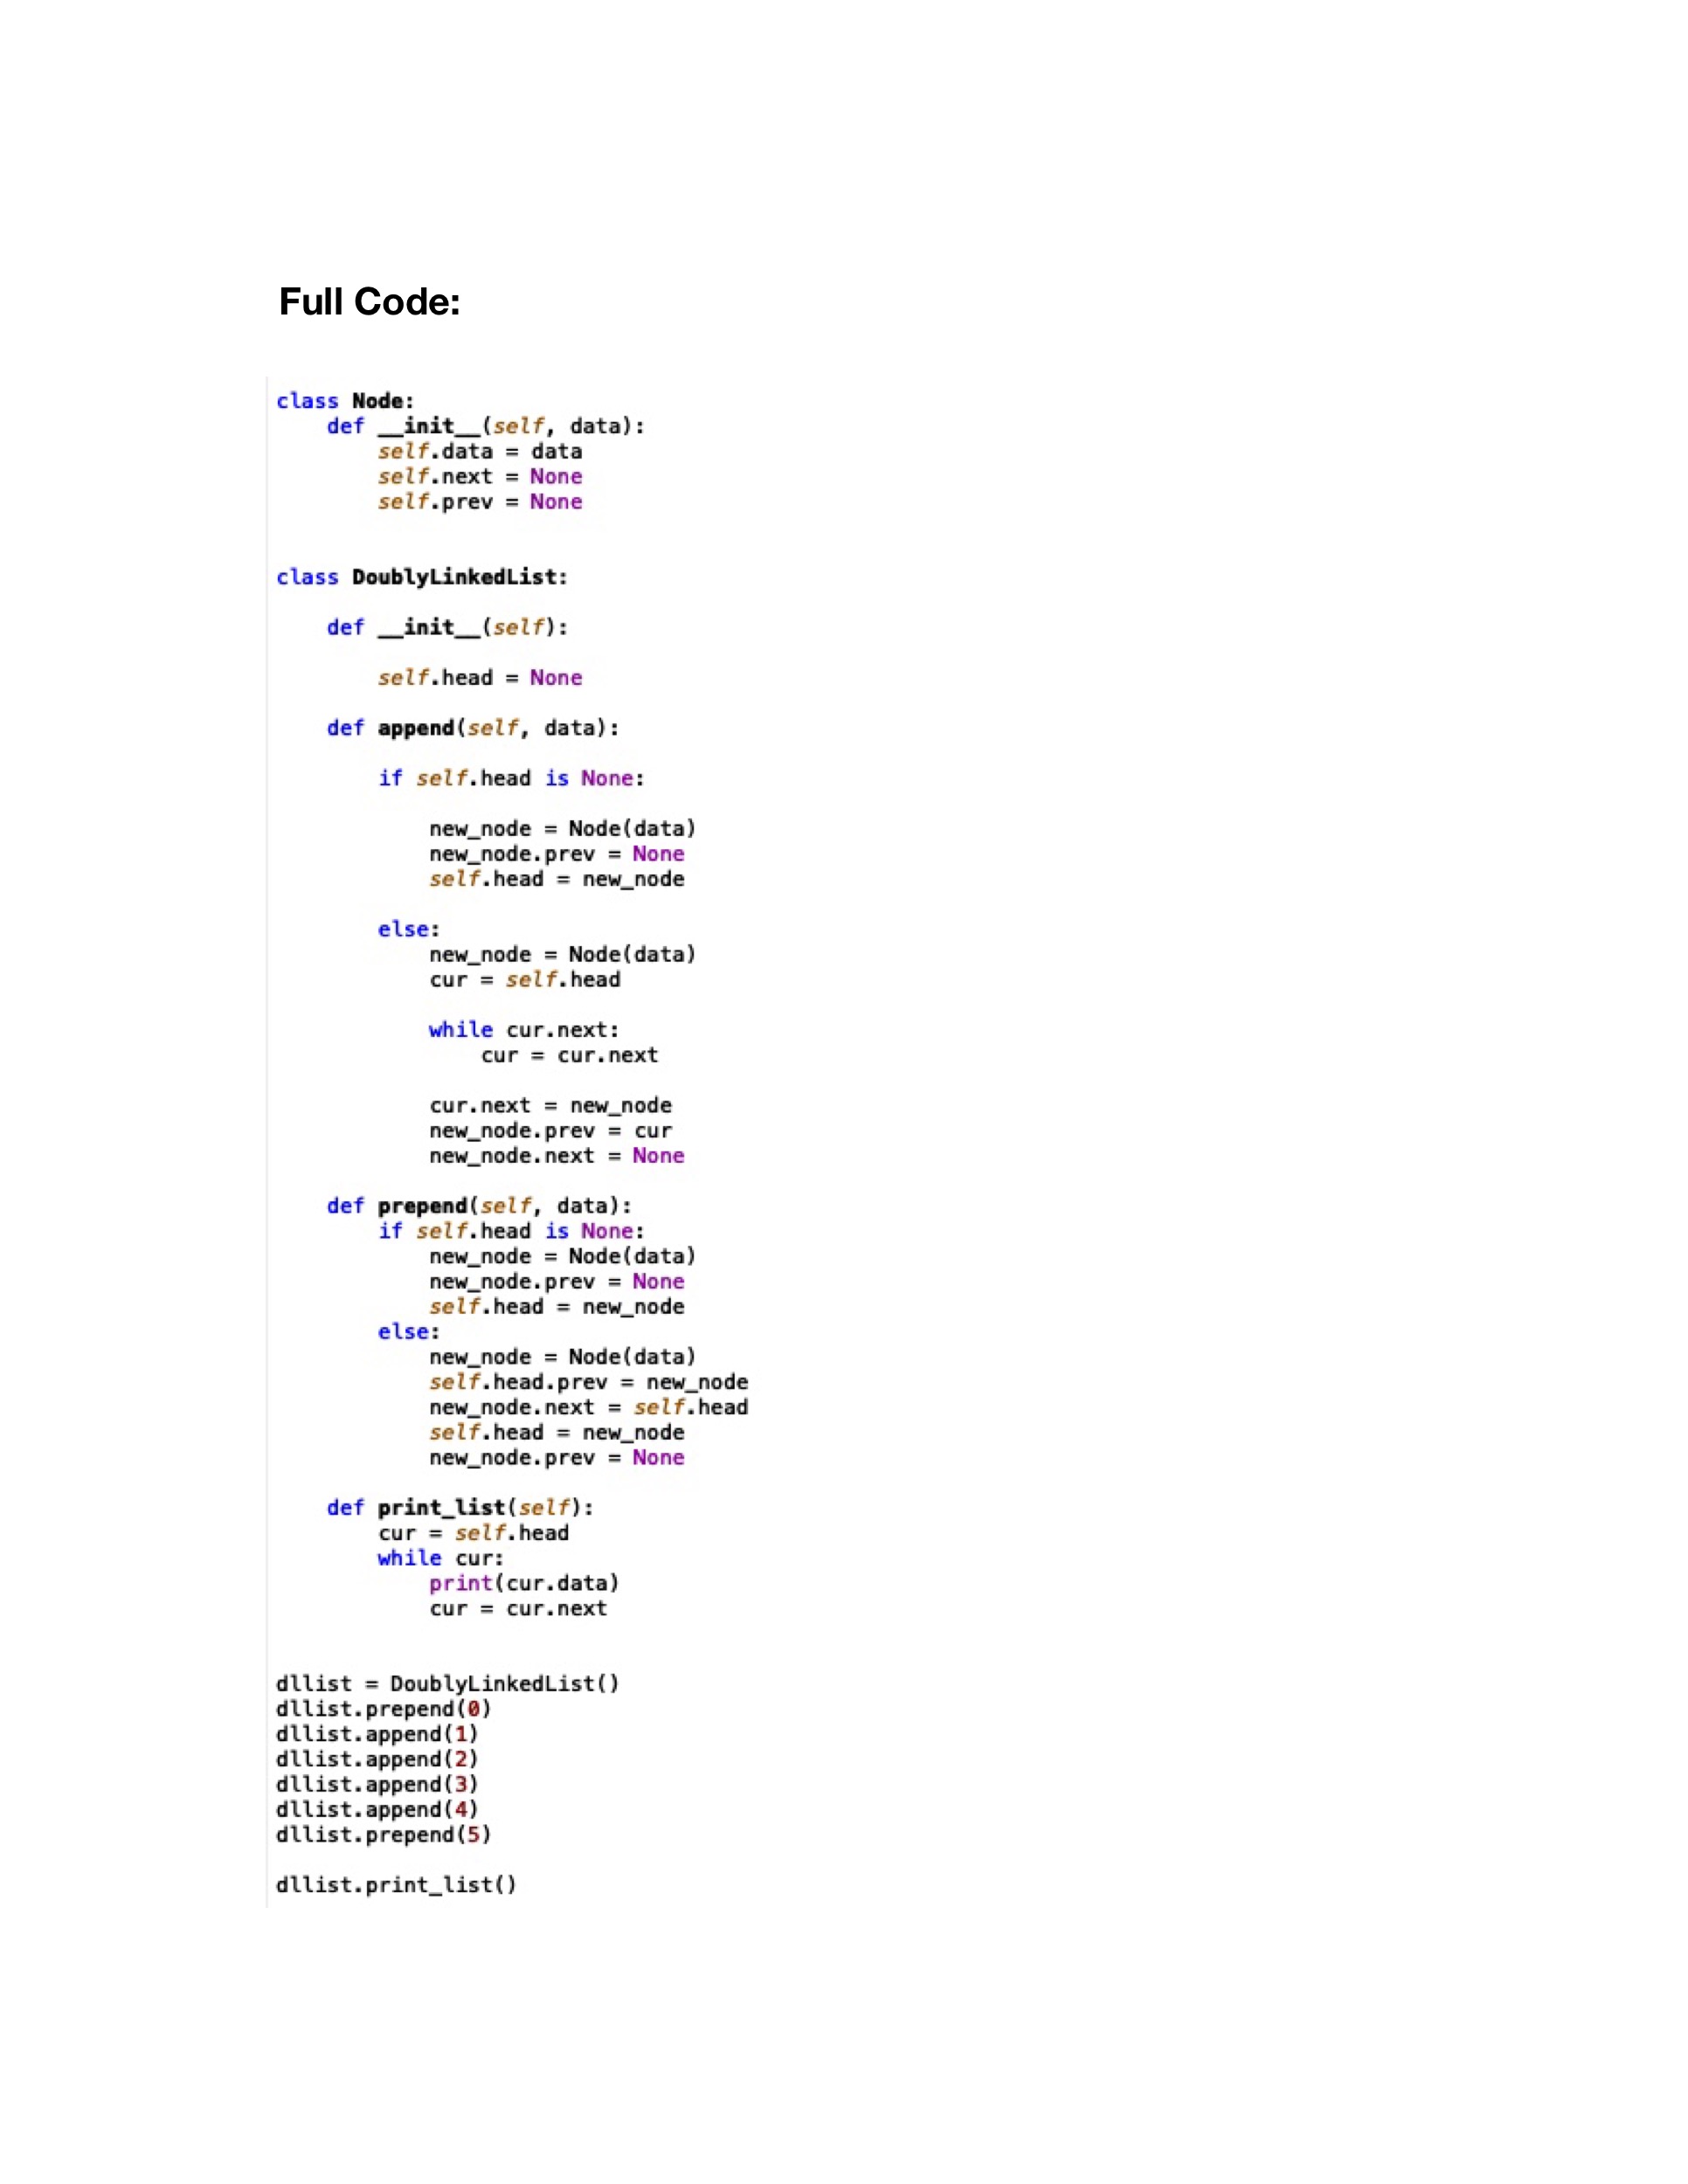 Full Code:
class Node:
    def __init__(self, data):
        self.data = data
        self.next = None
        self.prev = None
class DoublyLinkedList:
    def __init__(self):
        self.head = None
    def append(self, data):
        if self.head is None:
            new_node = Node(data)
            new_node.prev = None
            self.head = new_node
        else:
            new_node = Node(data)
            cur = self.head
            while cur.next:
                cur = cur.next
            cur.next = new_node
            new_node.prev = cur
            new_node.next = None
    def prepend(self, data):
        if self.head is None:
            new_node = Node(data)
            new_node.prev = None
            self.head = new_node
        else:
            new_node = Node(data)
            self.head.prev = new_node
            new_node.next = self.head
            self.head = new_node
            new_node.prev = None
    def print_list(self):
        cur = self.head
        while cur:
            print(cur.data)
            cur = cur.next
dllist = DoublyLinkedList()
dllist.prepend(0)
dllist.append(1)
dllist.append(2)
dllist.append(3)
dllist.append(4)
dllist.prepend(5)
dllist.print_list()